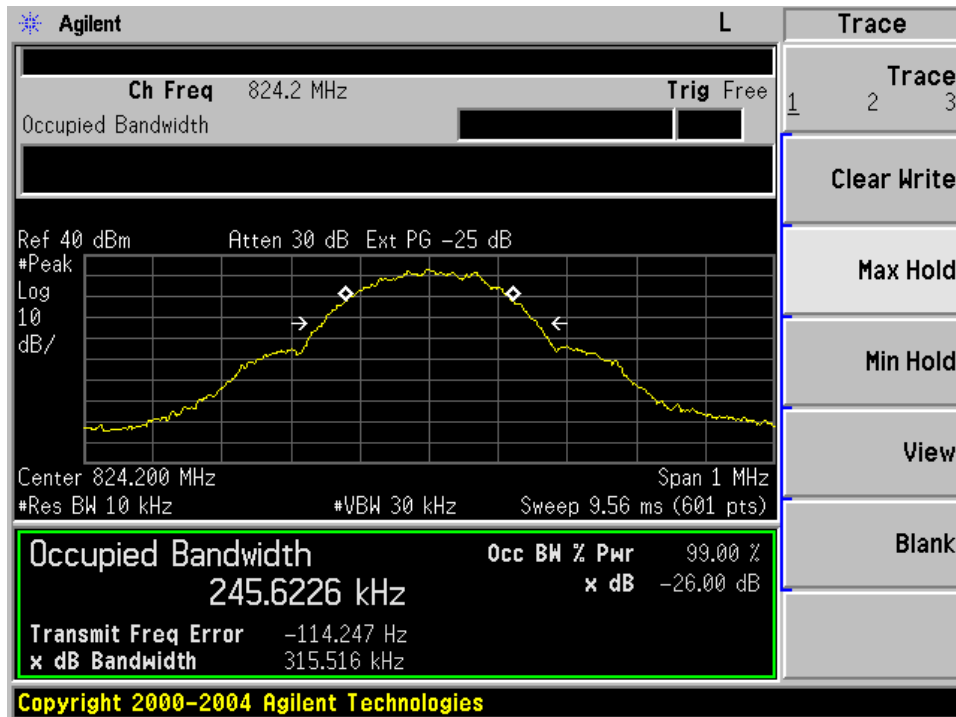 Agilent L Trace
Ch Freq 824.2 MHz Trig Free
Occupied Bandwidth
Trace
1 2 3
Clear Write
Max Hold
Min Hold
View
Blank
Ref 40 dBm Atten 30 dB Ext PG -25 dB
#Peak
Log
10
dB/
Center 824.200 MHz Span 1 MHz
#Res BW 10 kHz #VBW 30 kHz Sweep 9.56 ms (601 pts)
Occupied Bandwidth Occ BW % Pwr 99.00 %
245.6226 kHz x dB -26.00 dB
Transmit Freq Error -114.247 Hz
x dB Bandwidth 315.516 kHz
Copyright 2000-2004 Agilent Technologies